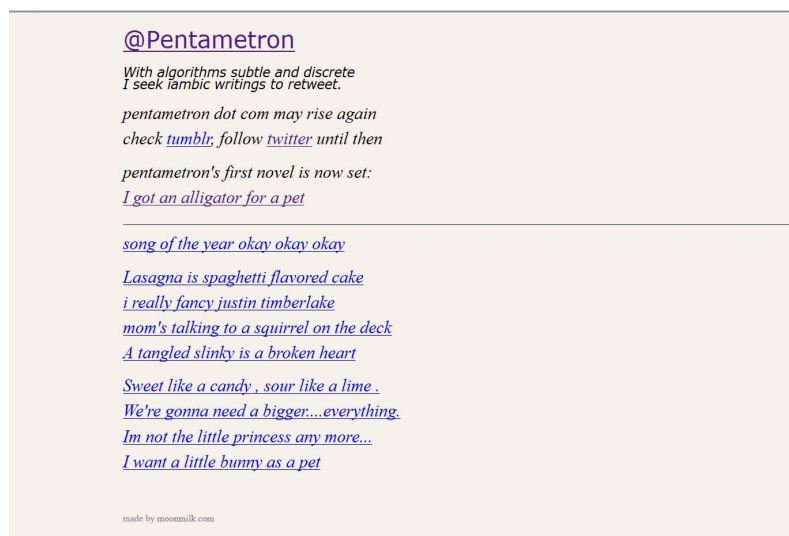 @Pentametron
With algorithms subtle and discrete
I seek iambic writings to retweet.
pentametron dot com may rise again
check tumblr, follow twitter until then
pentametron's first novel is now set:
I got an alligator for a pet
song of the year okay okay okay
Lasagna is spaghetti flavored cake
i really fancy justin timberlake
mom's talking to a squirrel on the deck
A tangled slinky is a broken heart
Sweet like a candy , sour like a lime .
We're gonna need a bigger....everything.
Im not the little princess any more...
I want a little bunny as a pet
made by moonmilk.com